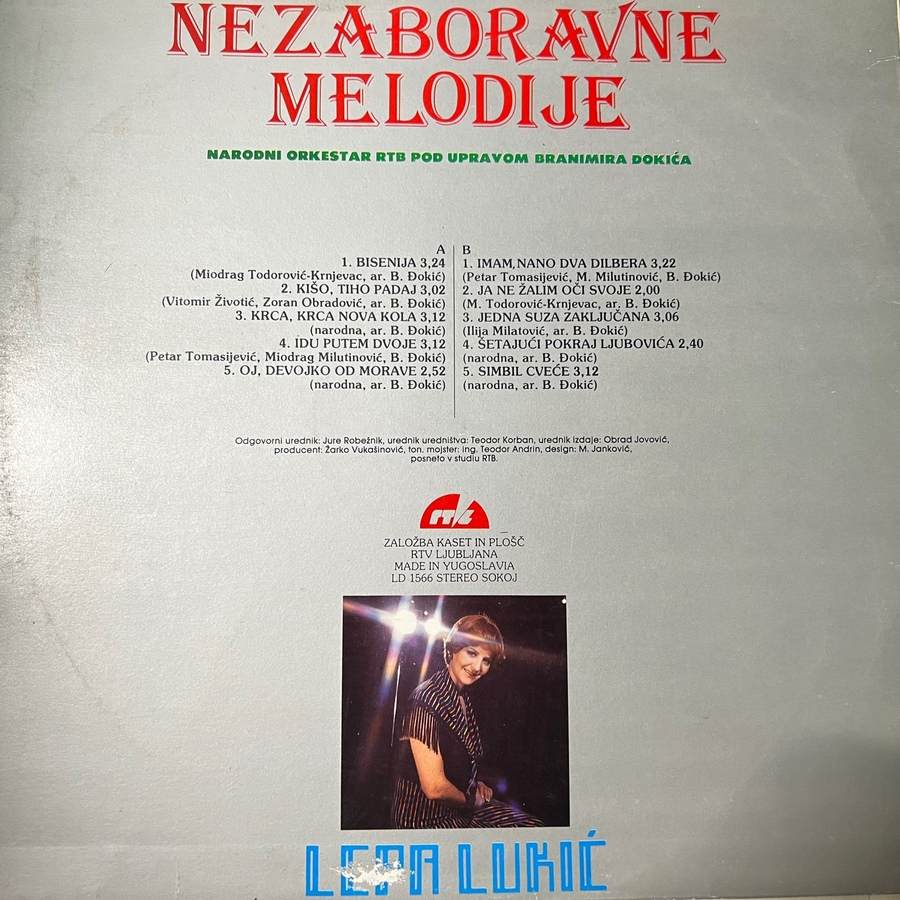 NEZABORAVNE
MELODIJE
NARODNI ORKESTAR RTB POD UPRAVOM BRANIMIRA ĐOKIĆA
A
1. BISENIJA 3,24
(Miodrag Todorović-Krnjevac, ar. B. Đokić)
2. KIŠO, TIHO PADAJ 3,02
(Vitomir Životić, Zoran Obradović, ar. B. Đokić)
3. KRCA, KRCA NOVA KOLA 3,12
(narodna, ar. B. Đokić)
4. IDU PUTEM DVOJE 3,12
(Petar Tomasijević, Miodrag Milutinović, B. Đokić)
5. OJ, DEVOJKO OD MORAVE 2,52
(narodna, ar. B. Đokić)
B
1. IMAM,NANO DVA DILBERA 3,22
(Petar Tomasijević, M. Milutinović, B. Đokić)
2. JA NE ŽALIM OČI SVOJE 2,00
(M. Todorović-Krnjevac, ar. B. Đokić)
3. JEDNA SUZA ZAKLJUČANA 3,06
(Ilija Milatović, ar. B. Đokić)
4. ŠETAJUĆI POKRAJ LJUBOVIĆA 2,40
(narodna, ar. B. Đokić)
5. SIMBIL CVEĆE 3,12
(narodna, ar. B. Đokić)
Odgovorni urednik: Jure Robežnik, urednik uredništva: Teodor Korban, urednik izdaje: Obrad Jovović,
producent: Žarko Vukašinović, ton. mojster: ing. Teodor Andrin, design: M. Janković,
posneto v studiu RTB.
RTVL
ZALOŽBA KASET IN PLOŠČ
RTV LJUBLJANA
MADE IN YUGOSLAVIA
LD 1566 STEREO SOKOJ
LEPA LUKIĆ